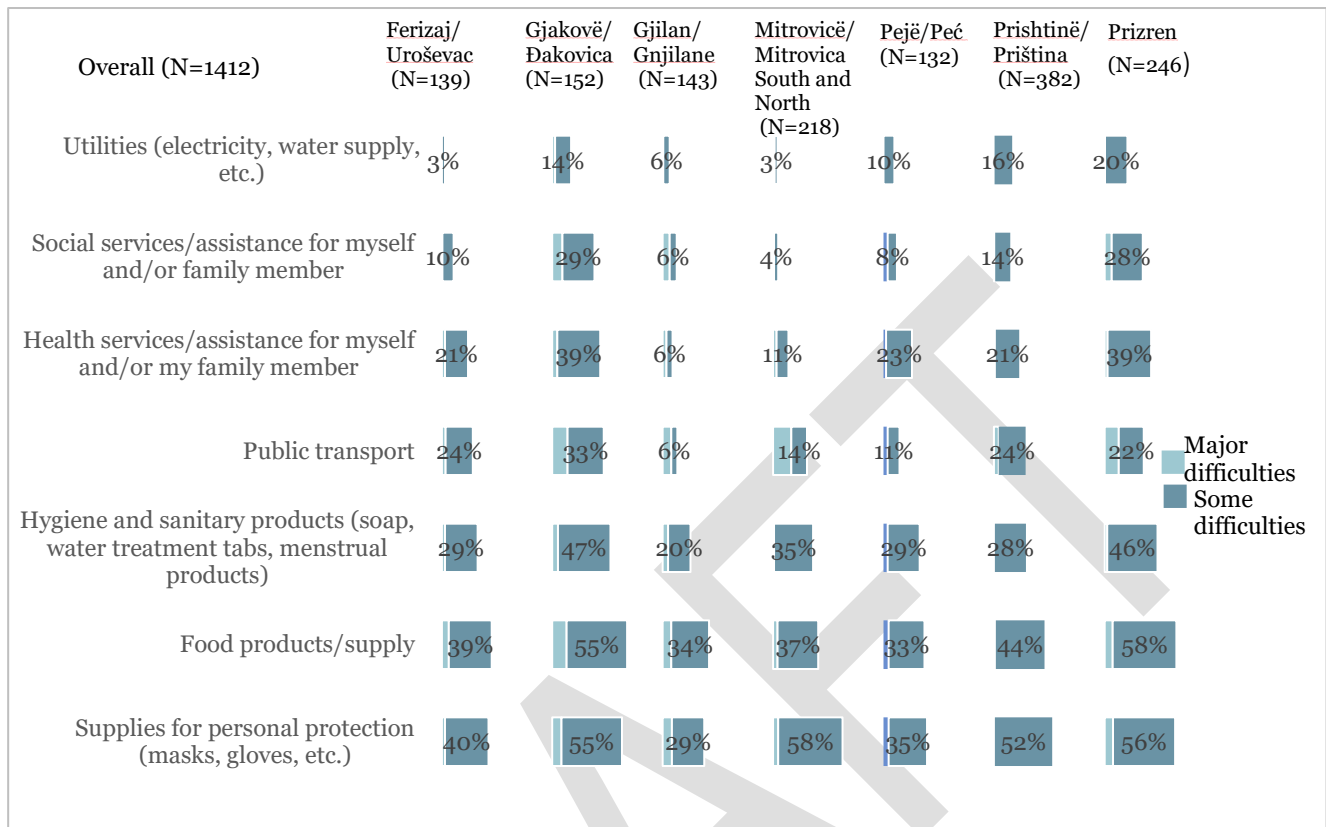 Overall (N=1412)
Ferizaj/
Uroševac
(N=139)
Gjakovë/
Đakovica
(N=152)
Gjilan/
Gnjilane
(N=143)
Mitrovicë/
Mitrovica
South and
North
(N=218)
Pejë/Peć
(N=132)
Prishtinë/
Priština
(N=382)
Prizren
(N=246)
Utilities (electricity, water supply,
etc.)
3% 14% 6% 3% 10% 16% 20%
Social services/assistance for myself
and/or family member
10% 29% 6% 4% 8% 14% 28%
Health services/assistance for myself
and/or my family member
21% 39% 6% 11% 23% 21% 39%
Public transport
24% 33% 6% 14% 11% 24% 22%
Major
difficulties
Some
difficulties
Hygiene and sanitary products (soap,
water treatment tabs, menstrual
products)
29% 47% 20% 35% 29% 28% 46%
Food products/supply
39% 55% 34% 37% 33% 44% 58%
Supplies for personal protection
(masks, gloves, etc.)
40% 55% 29% 58% 35% 52% 56%